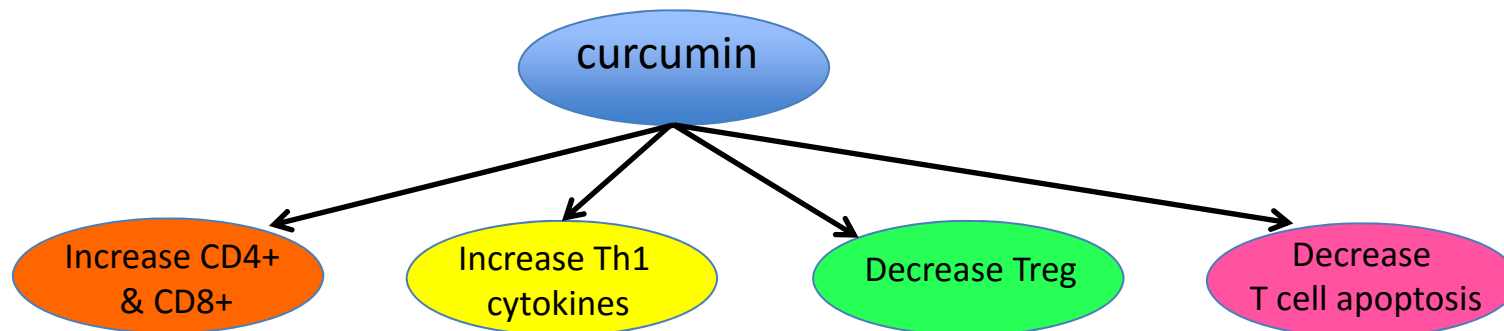 curcumin
Increase CD4+
& CD8+
Increase Th1
cytokines
Decrease Treg
Decrease
T cell apoptosis